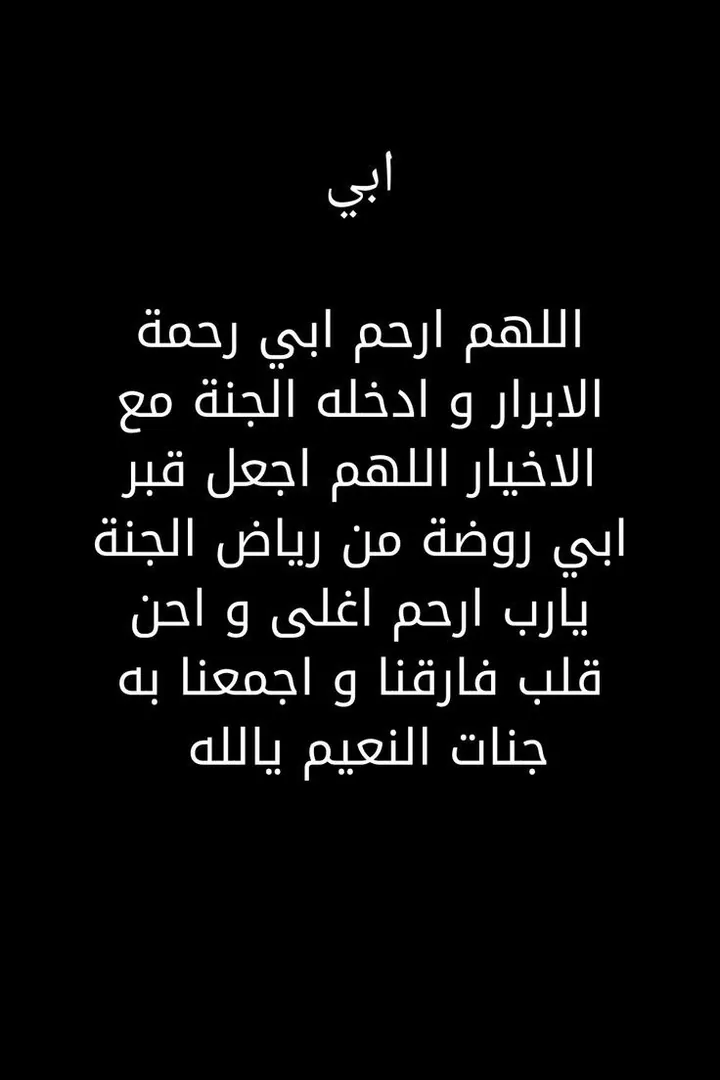 ابي
اللهم ارحم ابي رحمة
الابرار و ادخله الجنة مع
الاخيار اللهم اجعل قبر
ابي روضة من رياض الجنة
يارب ارحم اغلى و احن
قلب فارقنا و اجمعنا به
جنات النعيم يالله